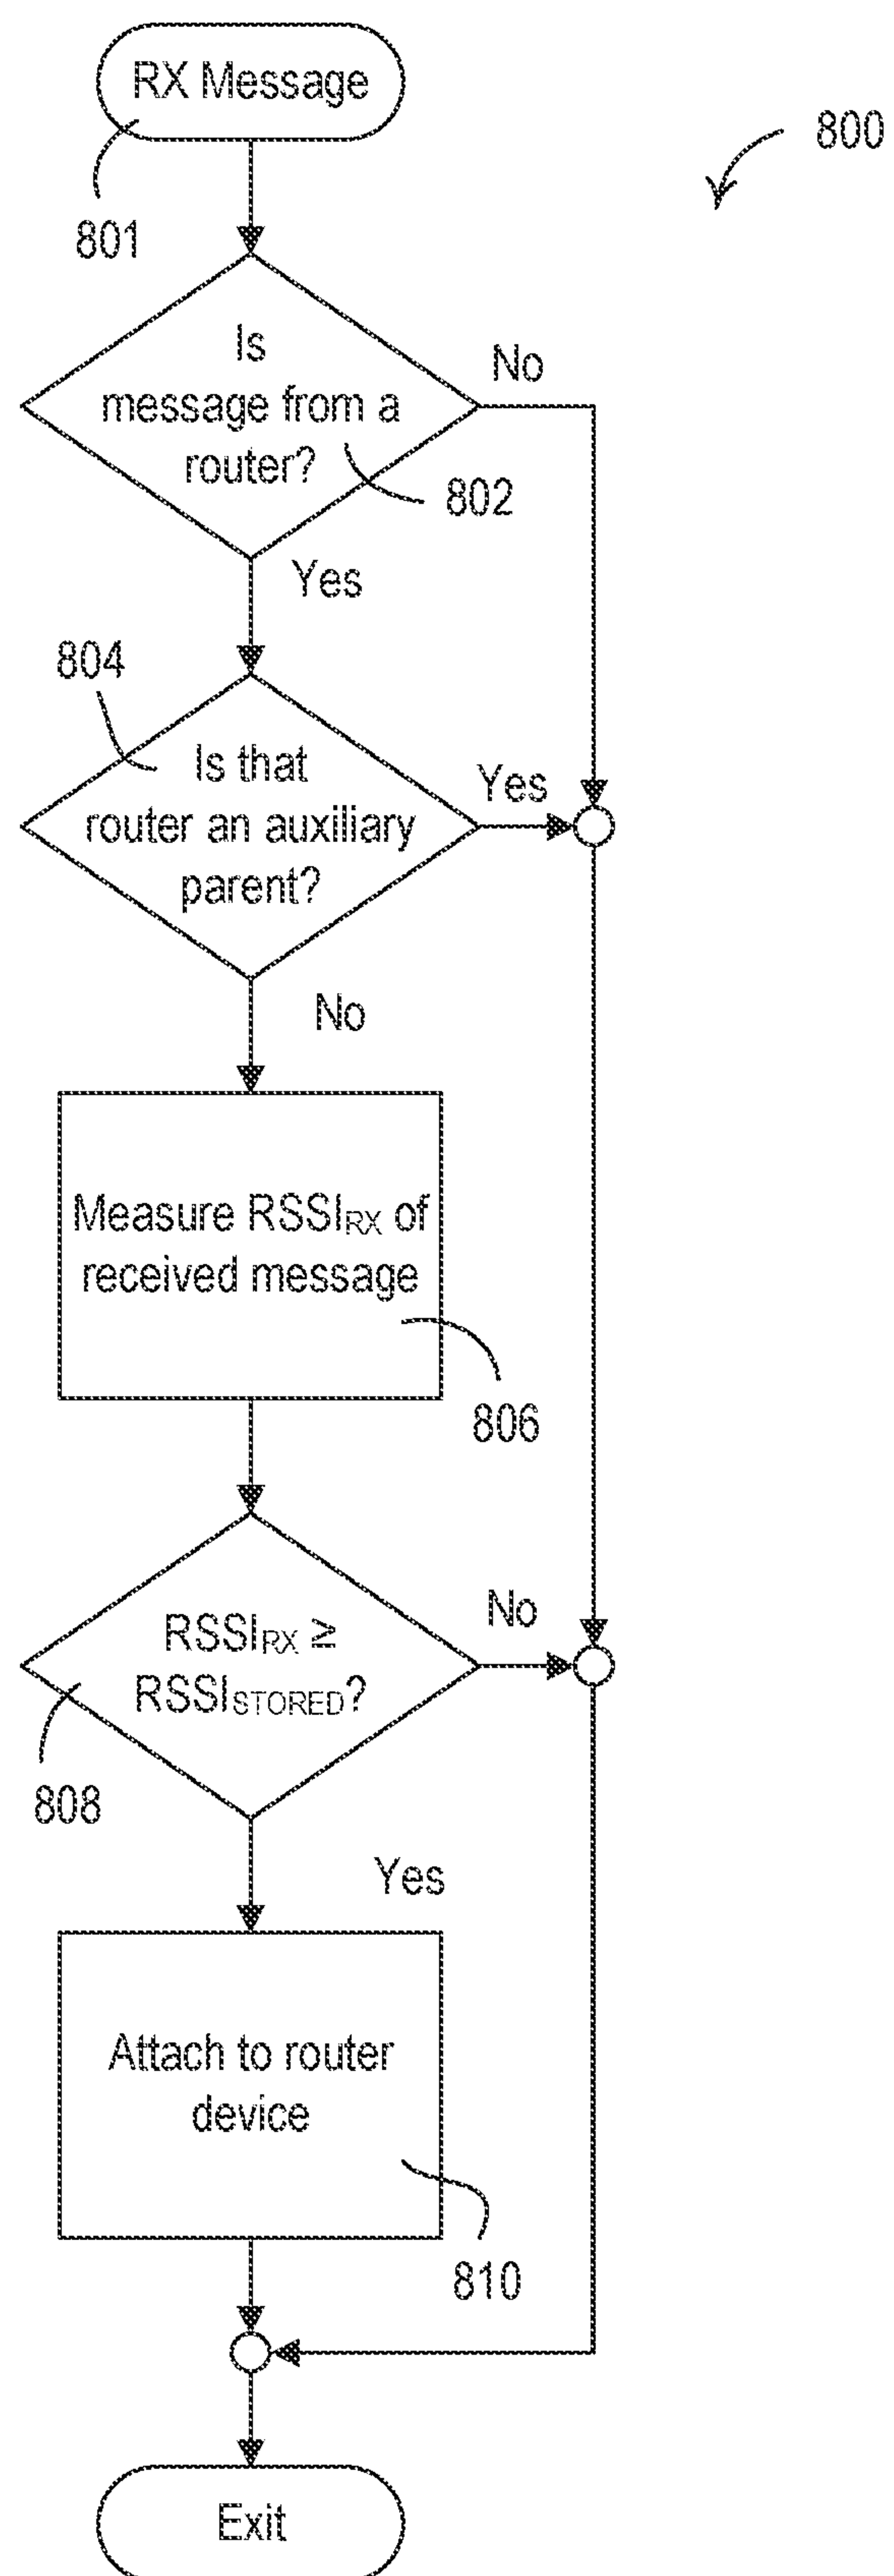 RX Message
800
801
Is
message from a
router?
No
802
Yes
804
Is that
router an auxiliary
parent?
Yes
No
Measure RSSIRX of
received message
806
RSSIRX ≥
RSSISTORED?
No
808
Yes
Attach to router
device
810
Exit